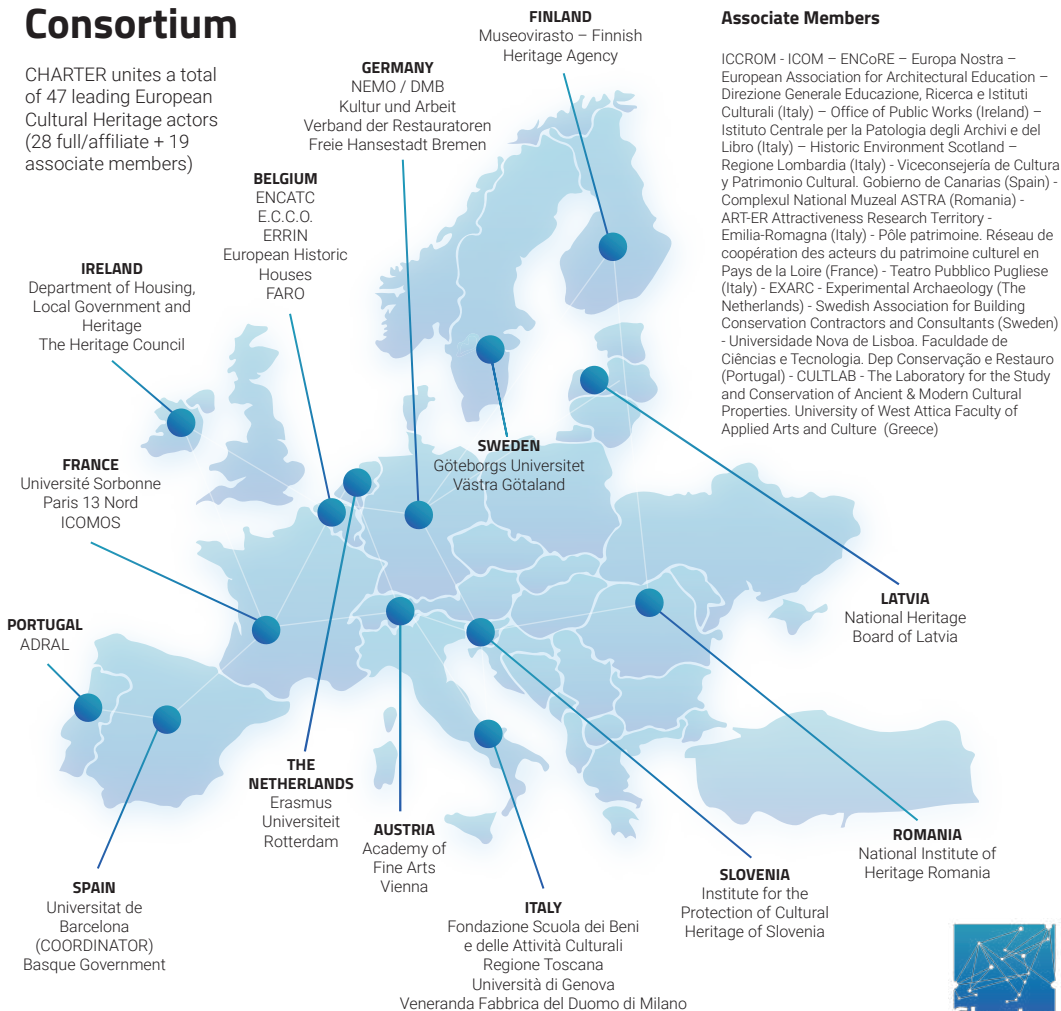 Consortium
CHARTER unites a total
of 47 leading European
Cultural Heritage actors
(28 full/affiliate + 19
associate members)
FINLAND
Museovirasto – Finnish
Heritage Agency
GERMANY
NEMO / DMB
Kultur und Arbeit
Verband der Restauratoren
Freie Hansestadt Bremen
BELGIUM
ENCATC
E.C.C.O.
ERRIN
European Historic
Houses
FARO
IRELAND
Department of Housing,
Local Government and
Heritage
The Heritage Council
FRANCE
Université Sorbonne
Paris 13 Nord
ICOMOS
PORTUGAL
ADRAL
SPAIN
Universitat de
Barcelona
(COORDINATOR)
Basque Government
THE
NETHERLANDS
Erasmus
Universiteit
Rotterdam
AUSTRIA
Academy of
Fine Arts
Vienna
ITALY
Fondazione Scuola dei Beni
e delle Attività Culturali
Regione Toscana
Università di Genova
Veneranda Fabbrica del Duomo di Milano
SWEDEN
Göteborgs Universitet
Västra Götaland
SLOVENIA
Institute for the
Protection of Cultural
Heritage of Slovenia
ROMANIA
National Institute of
Heritage Romania
LATVIA
National Heritage
Board of Latvia
Associate Members
ICCROM - ICOM – ENCoRE – Europa Nostra –
European Association for Architectural Education –
Direzione Generale Educazione, Ricerca e Istituti
Culturali (Italy) – Office of Public Works (Ireland) –
Istituto Centrale per la Patologia degli Archivi e del
Libro (Italy) – Historic Environment Scotland –
Regione Lombardia (Italy) - Viceconsejería de Cultura
y Patrimonio Cultural. Gobierno de Canarias (Spain) -
Complexul National Muzeal ASTRA (Romania) -
ART-ER Attractiveness Research Territory -
Emilia-Romagna (Italy) - Pôle patrimoine. Réseau de
coopération des acteurs du patrimoine culturel en
Pays de la Loire (France) - Teatro Pubblico Pugliese
(Italy) - EXARC - Experimental Archaeology (The
Netherlands) - Swedish Association for Building
Conservation Contractors and Consultants (Sweden)
- Universidade Nova de Lisboa. Faculdade de
Ciências e Tecnologia. Dep Conservação e Restauro
(Portugal) - CULTLAB - The Laboratory for the Study
and Conservation of Ancient & Modern Cultural
Properties. University of West Attica Faculty of
Applied Arts and Culture (Greece)